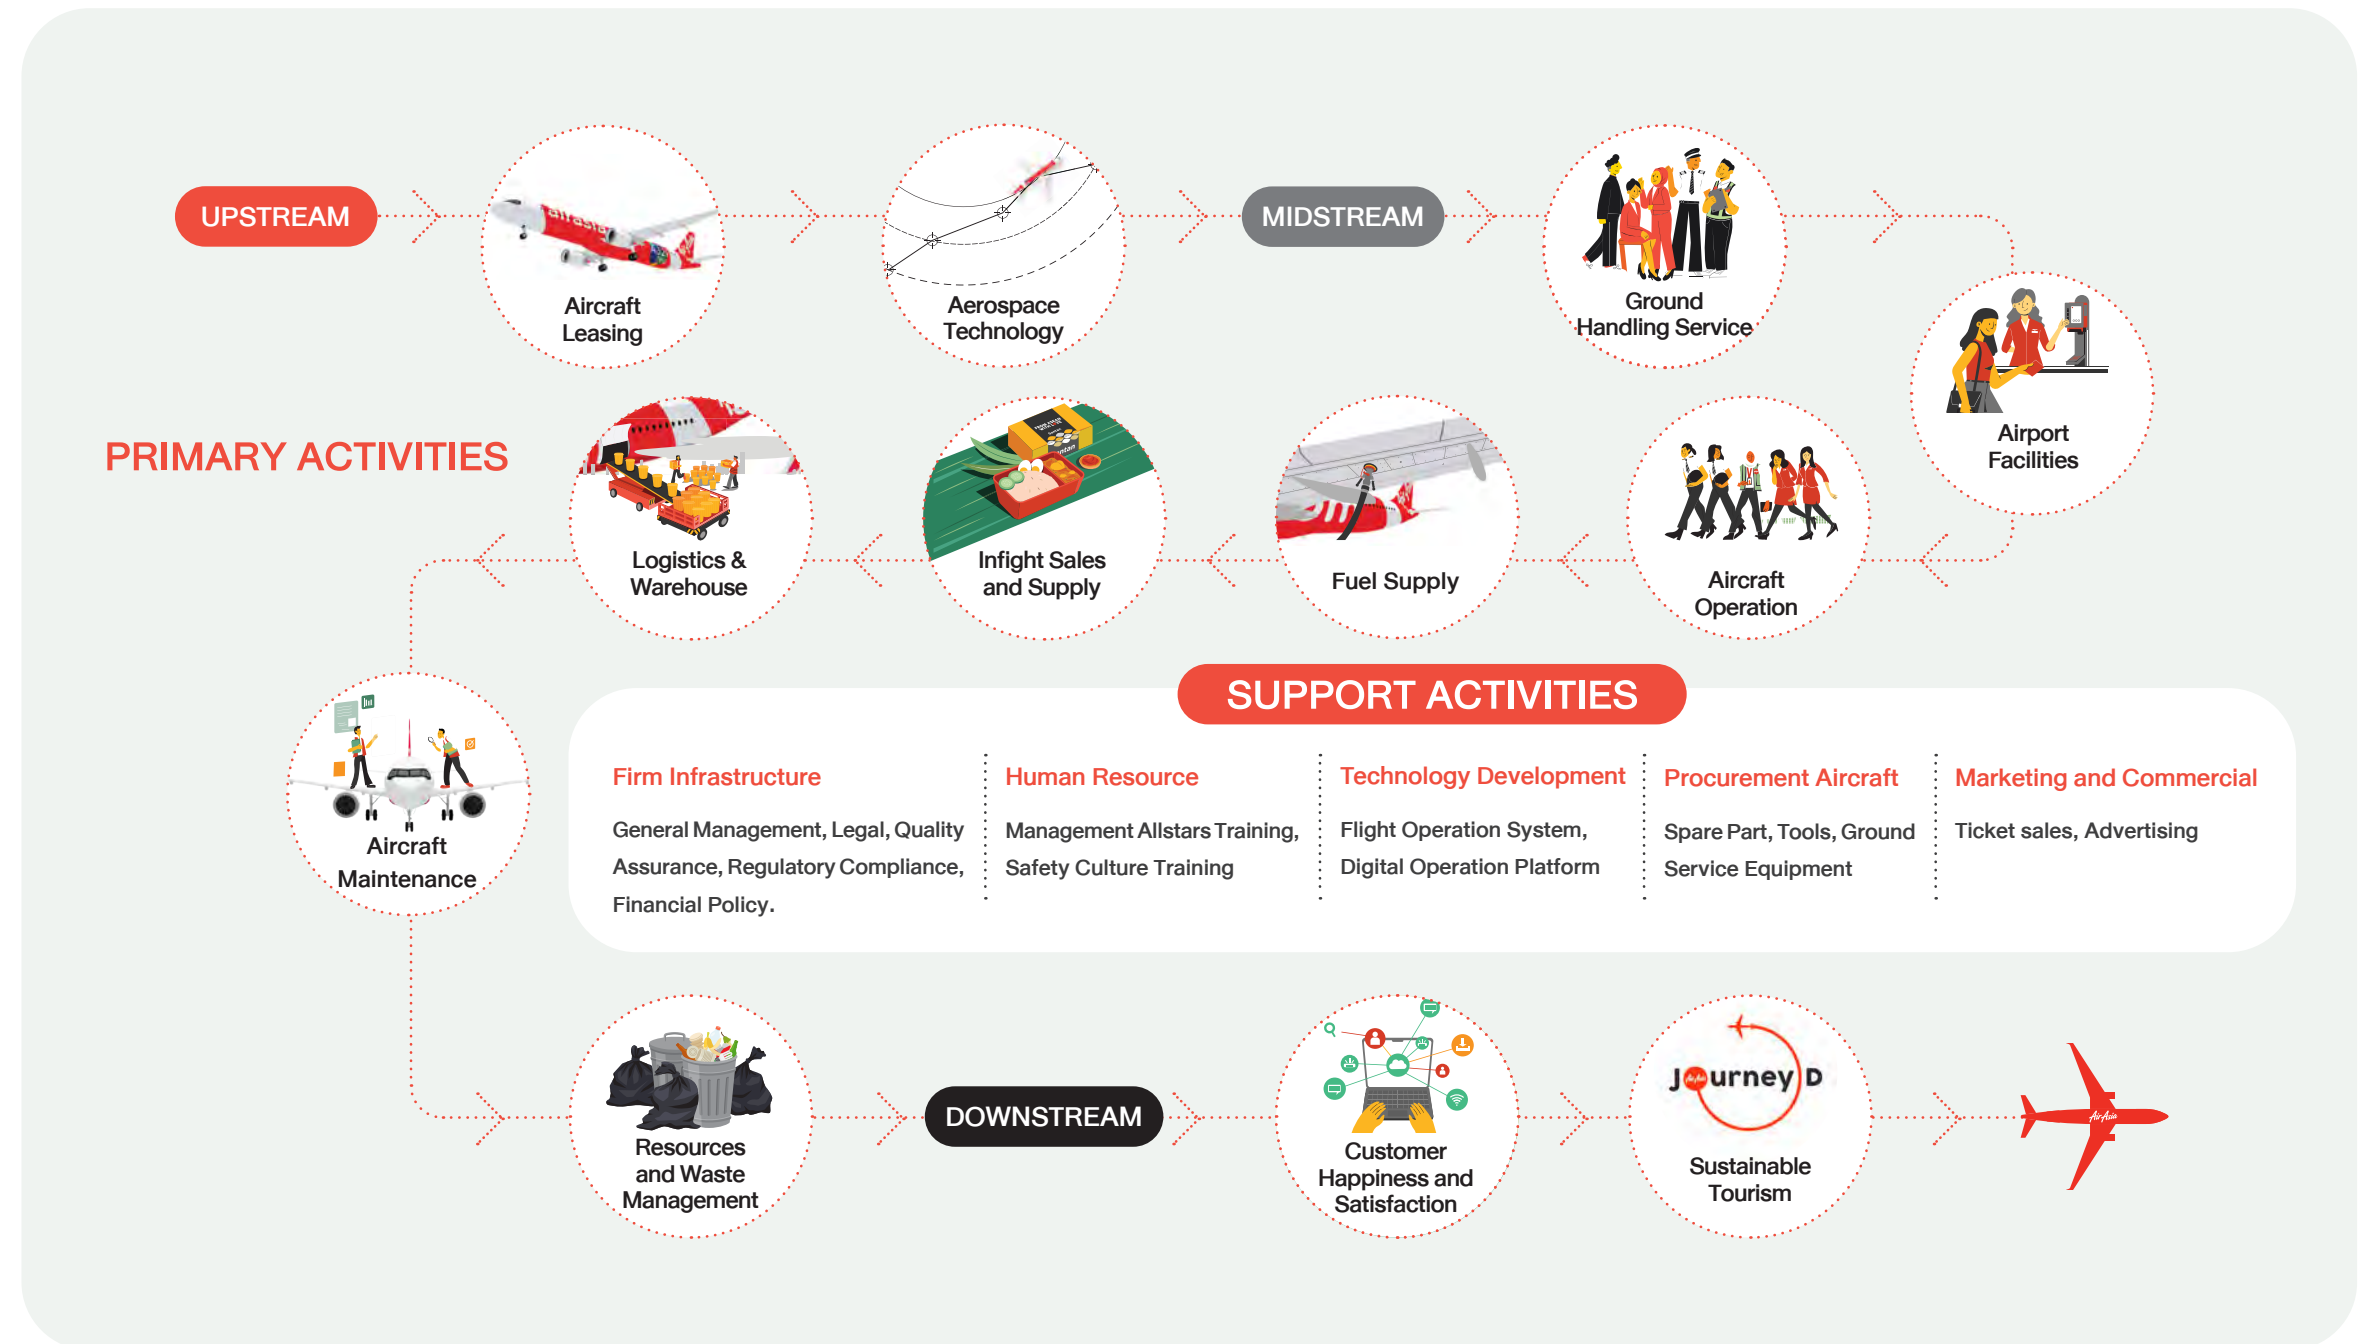 UPSTREAM
Aircraft
Leasing
Aerospace
Technology
MIDSTREAM
Ground
Handling Service
Airport
Facilities
Aircraft
Operation
Fuel Supply
Infight Sales
and Supply
Logistics &
Warehouse
PRIMARY ACTIVITIES
Aircraft
Maintenance
SUPPORT ACTIVITIES
Firm Infrastructure
General Management, Legal, Quality
Assurance, Regulatory Compliance,
Financial Policy.
Human Resource
Management Allstars Training,
Safety Culture Training
Technology Development
Flight Operation System,
Digital Operation Platform
Procurement Aircraft
Spare Part, Tools, Ground
Service Equipment
Marketing and Commercial
Ticket sales, Advertising
Resources
and Waste
Management
DOWNSTREAM
Customer
Happiness and
Satisfaction
Journey D
Sustainable
Tourism
AirAsia